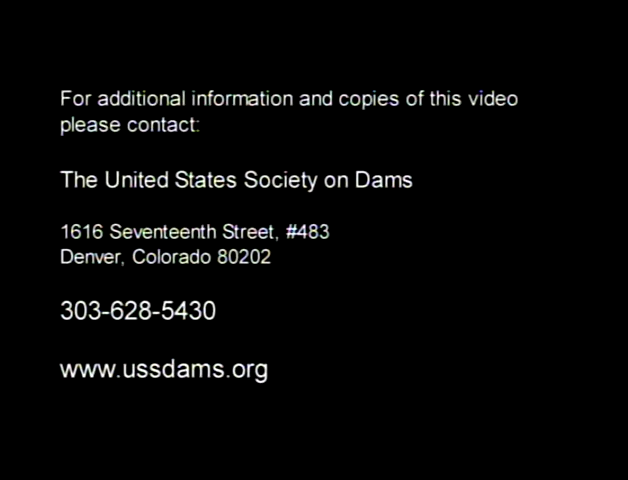 For additional information and copies of this video
please contact:
The United States Society on Dams
1616 Seventeenth Street, #483
Denver, Colorado 80202
303-628-5430
www.ussdams.org